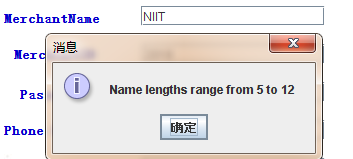 MerchantName NIIT
消息
Merc
Name lengths range from 5 to 12
Pas
Phone
确定